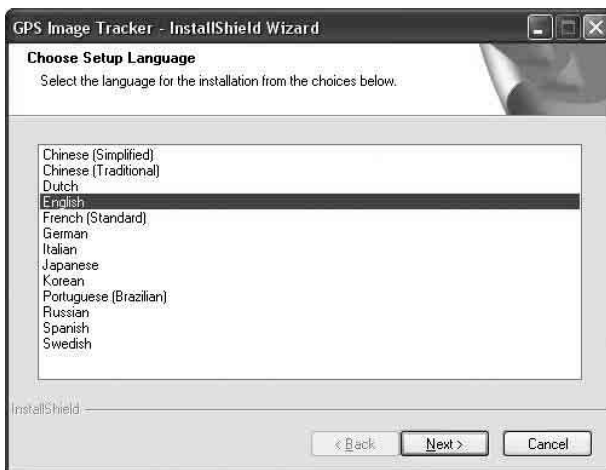 GPS Image Tracker - InstallShield Wizard
Choose Setup Language
Select the language for the installation from the choices below.
Chinese (Simplified)
Chinese (Traditional)
Dutch
English
French (Standard)
German
Italian
Japanese
Korean
Portuguese (Brazilian)
Russian
Spanish
Swedish
InstallShield
< Back Next > Cancel